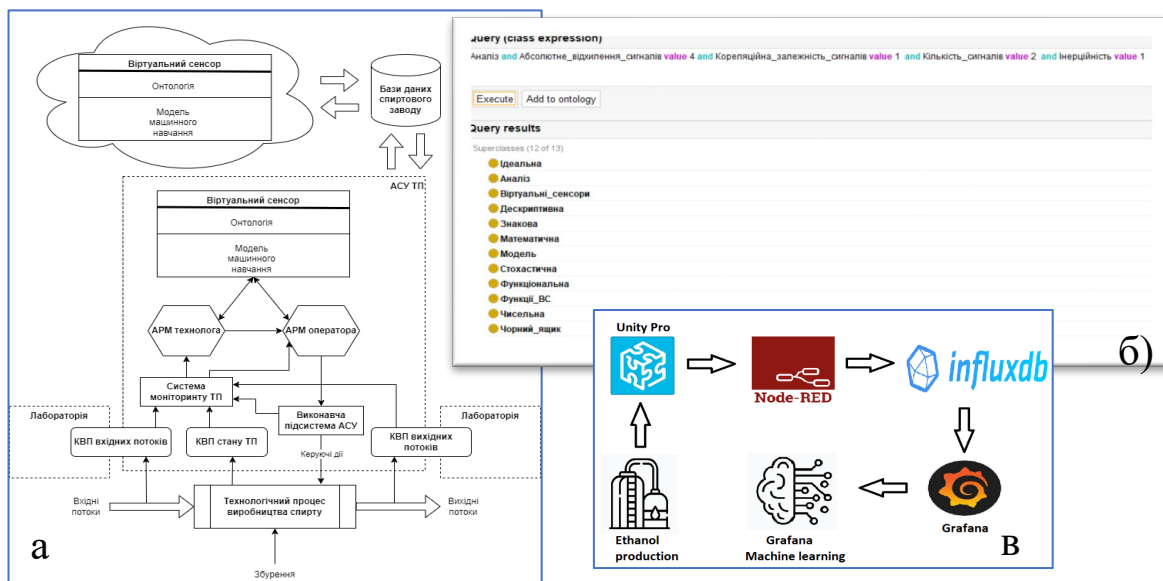 Віртуальний сенсор
Онтологія
Модель
машинного
навчання
Бази даних
спиртового
заводу
АСУ ТП
Віртуальний сенсор
Онтологія
Модель
машинного
навчання
АРМ технолога
АРМ оператора
Система
моніторингу ТП
Виконавча
підсистема АСУ
Лабораторія
Лабораторія
КВП вхідних потоків
КВП стану ТП
КВП вихідних
потоків
Керуючі дії
Вхідні
потоки
Технологічний процес
виробництва спирту
Вихідні
потоки
Збурення
а
Query (class expression)
Аналіз and Абсолютне_відхилення_сигналів value 4 and Кореляційна_залежність_сигналів value 1 and Кількість_сигналів value 2 and Інерційність value 1
Execute
Add to ontology
Query results
Superclasses (12 of 13)
Ідеальна
Аналіз
Віртуальні_сенсори
Дескриптивна
Знакова
Математична
Модель
Стохастична
Функціональна
Функції_ВС
Чисельна
Чорний_ящик
б)
Unity Pro
Node-RED
influxdb
Ethanol
production
Grafana
Machine learning
Grafana
в